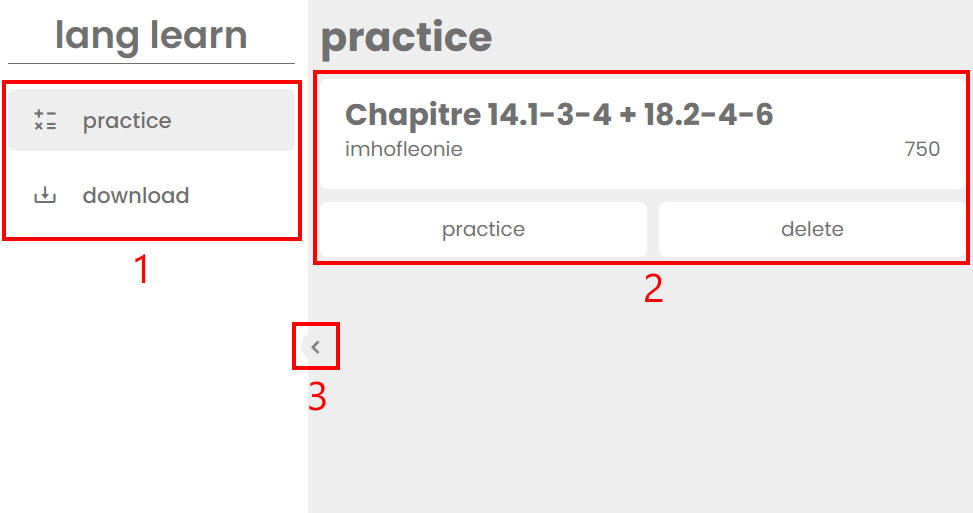 lang learn
practice
download
1
practice
Chapitre 14.1-3-4 + 18.2-4-6
imhofleonie 750
practice delete
2
3